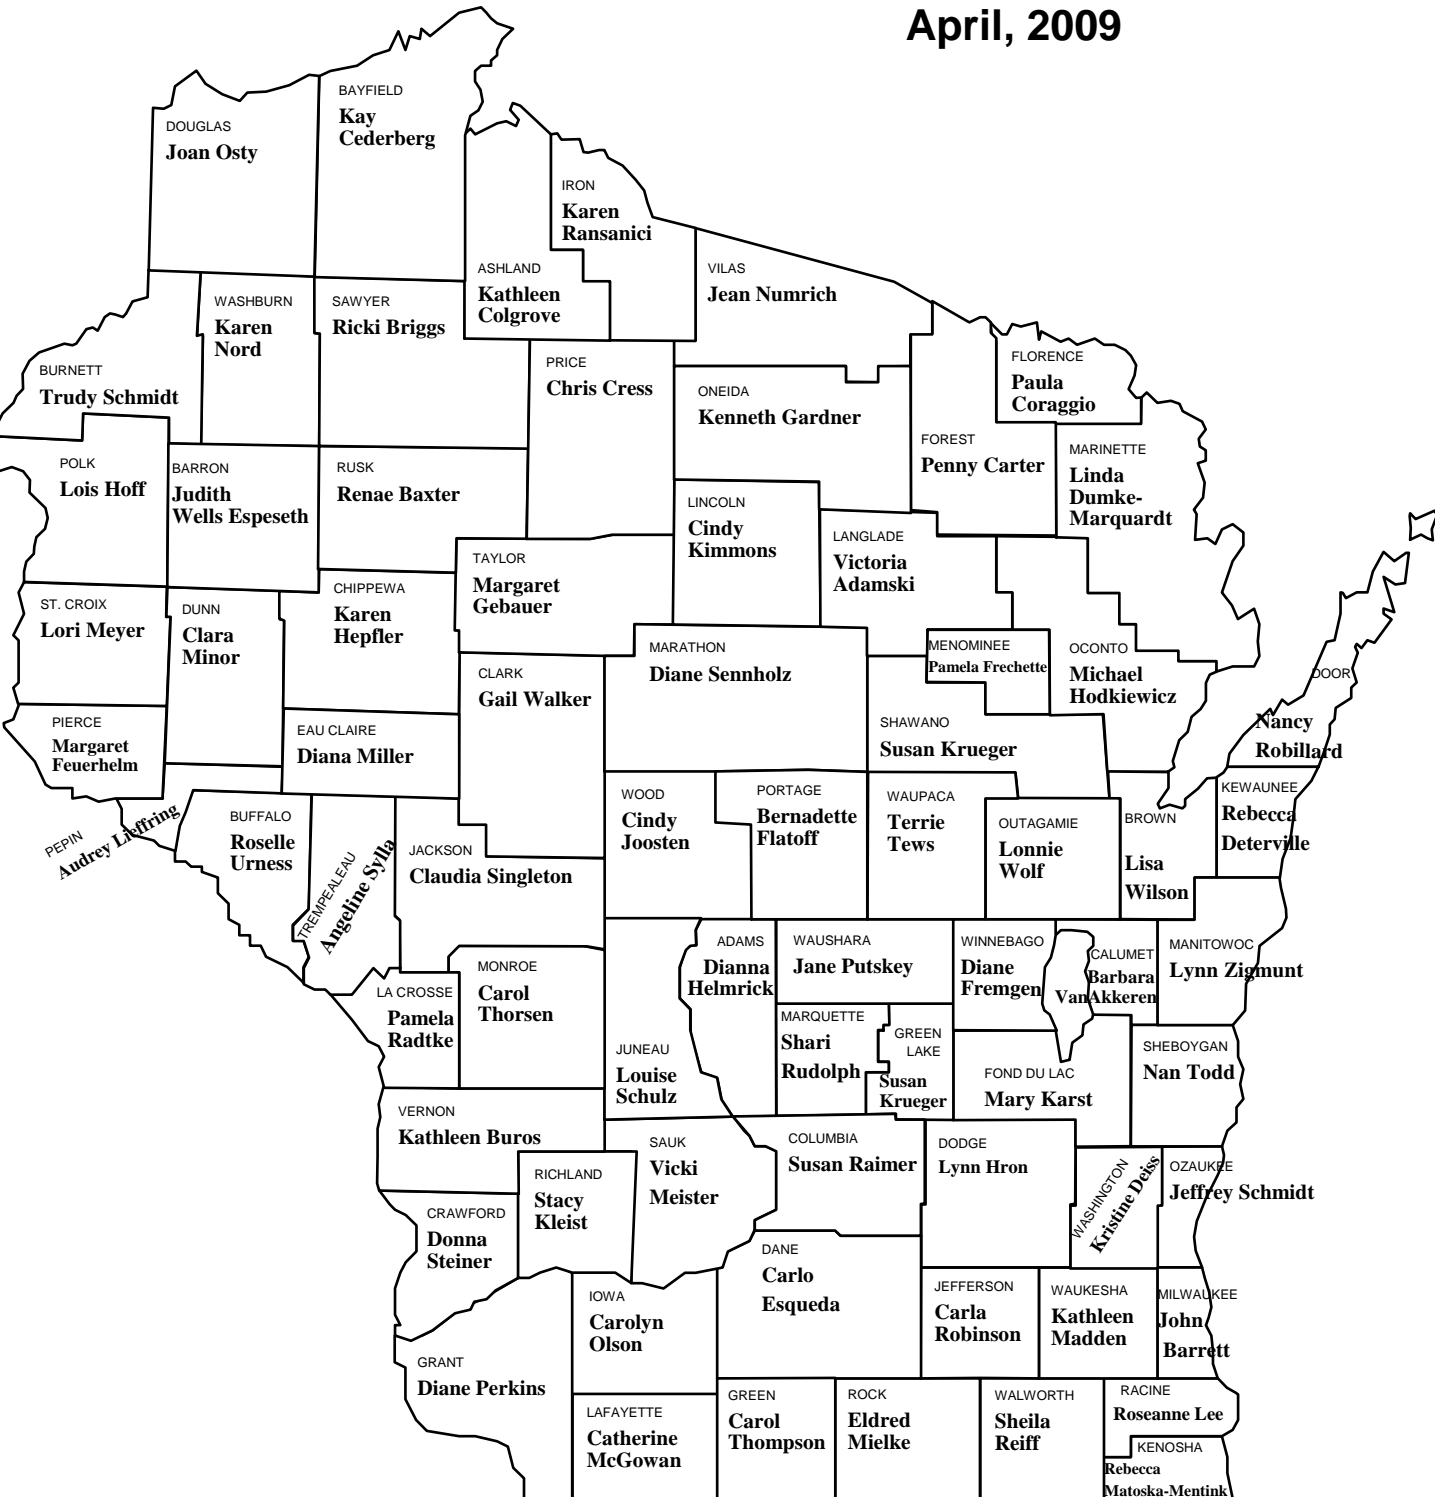 April, 2009
BAYFIELD
Kay
Cederberg
DOUGLAS
Joan Osty
IRON
Karen
Ransanici
ASHLAND
Kathleen
Colgrove
VILAS
Jean Numrich
WASHBURN
Karen
Nord
SAWYER
Ricki Briggs
BURNETT
Trudy Schmidt
PRICE
Chris Cress
ONEIDA
Kenneth Gardner
FLORENCE
Paula
Coraggio
FOREST
Penny Carter
MARINETTE
Linda
Dumke-
Marquardt
POLK
Lois Hoff
BARRON
Judith
Wells Espeseth
RUSK
Renae Baxter
LINCOLN
Cindy
Kimmons
LANGLADE
Victoria
Adamski
TAYLOR
Margaret
Gebauer
CHIPPEWA
Karen
Hepfler
ST. CROIX
Lori Meyer
DUNN
Clara
Minor
MARATHON
Diane Sennholz
MENOMINEE
Pamela Frechette
OCONTO
Michael
Hodkiewicz
DOOR
Nancy
Robillard
CLARK
Gail Walker
PIERCE
Margaret
Feuerhelm
EAU CLAIRE
Diana Miller
SHAWANO
Susan Krueger
WOOD
Cindy
Joosten
PORTAGE
Bernadette
Flatoff
WAUPACA
Terrie
Tews
OUTAGAMIE
Lonnie
Wolf
BROWN
Lisa
Wilson
KEWAUNEE
Rebecca
Deterville
PEPIN
Audrey Lieffring
BUFFALO
Roselle
Urness
TREMPEALEAU
Angeline Sylla
JACKSON
Claudia Singleton
ADAMS
Dianna
Helmrick
WAUSHARA
Jane Putskey
WINNEBAGO
Diane
Fremgen
CALUMET
Barbara
VanAkkeren
MANITOWOC
Lynn Zigmunt
MONROE
Carol
Thorsen
LA CROSSE
Pamela
Radtke
JUNEAU
Louise
Schulz
MARQUETTE
Shari
Rudolph
GREEN
LAKE
Susan
Krueger
FOND DU LAC
Mary Karst
SHEBOYGAN
Nan Todd
VERNON
Kathleen Buros
SAUK
Vicki
Meister
COLUMBIA
Susan Raimer
DODGE
Lynn Hron
WASHINGTON
Kristine Deiss
OZAUKEE
Jeffrey Schmidt
RICHLAND
Stacy
Kleist
CRAWFORD
Donna
Steiner
DANE
Carlo
Esqueda
IOWA
Carolyn
Olson
JEFFERSON
Carla
Robinson
WAUKESHA
Kathleen
Madden
MILWAUKEE
John
Barrett
GRANT
Diane Perkins
LAFAYETTE
Catherine
McGowan
GREEN
Carol
Thompson
ROCK
Eldred
Mielke
WALWORTH
Sheila
Reiff
RACINE
Roseanne Lee
KENOSHA
Rebecca
Matoska-Mentink